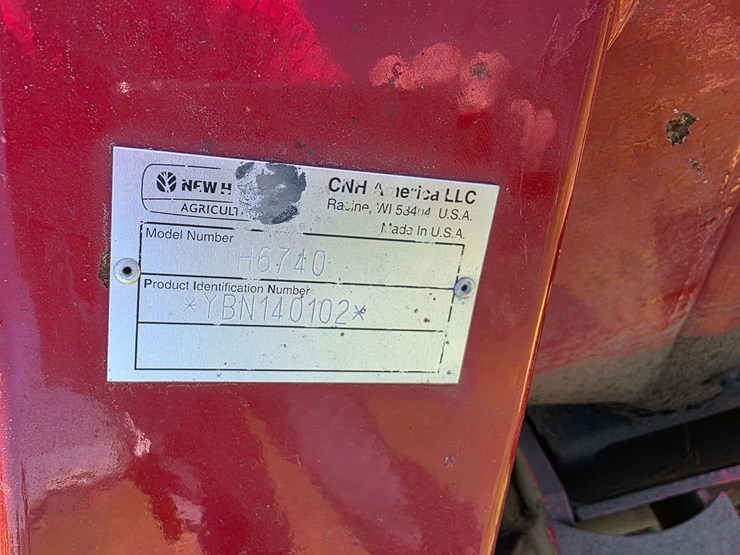 NEW H
AGRICULT
CNH America LLC
Racine, WI 53404 U.S.A.
Made In U.S.A.
Model Number
H6740
Product Identification Number
*YBN140102*